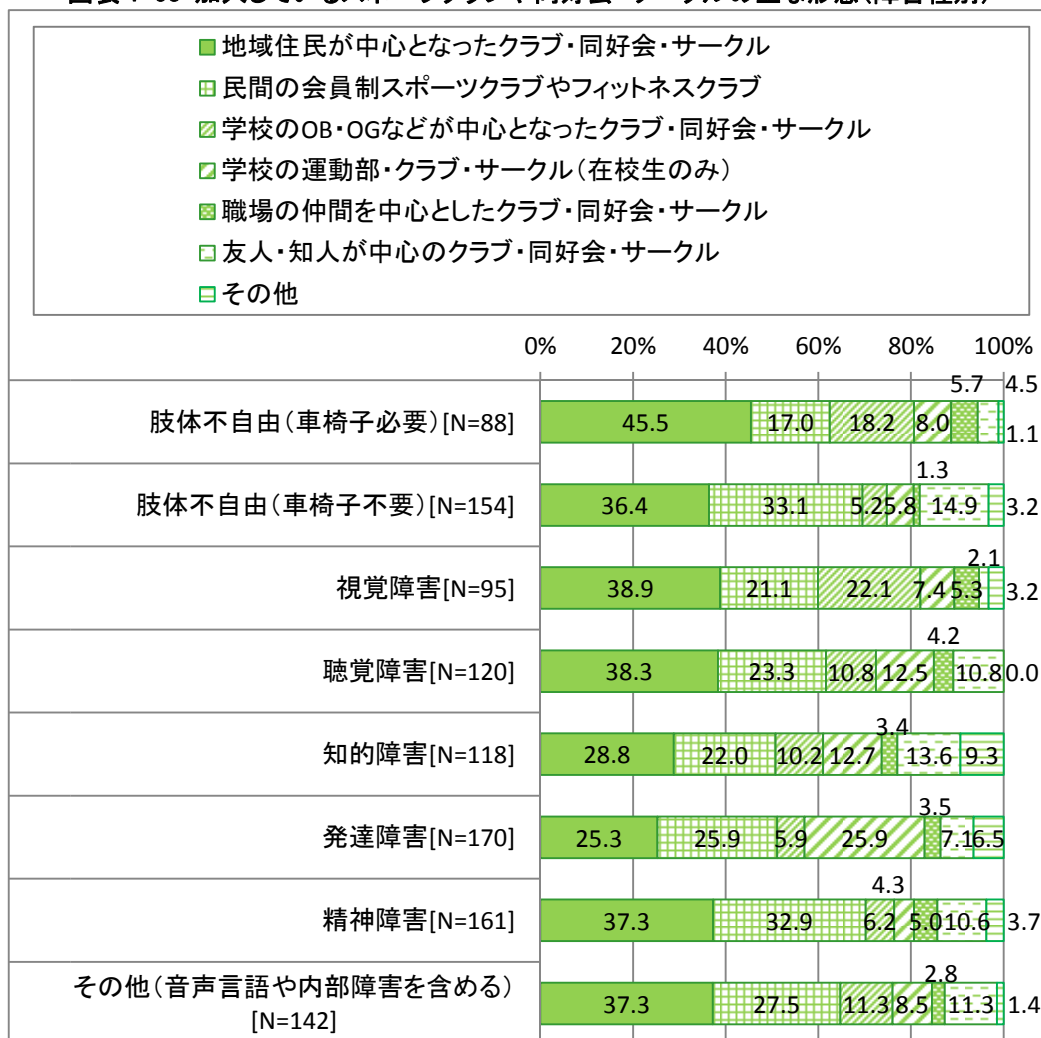 地域住民が中心となったクラブ・同好会・サークル
民間の会員制スポーツクラブやフィットネスクラブ
学校のOB・OGなどが中心となったクラブ・同好会・サークル
学校の運動部・クラブ・サークル(在校生のみ)
職場の仲間を中心としたクラブ・同好会・サークル
友人・知人が中心のクラブ・同好会・サークル
その他
0% 20% 40% 60% 80% 100%
5.7 4.5
肢体不自由(車椅子必要)[N=88] 45.5 17.0 18.2 8.0 1.1
1.3
肢体不自由(車椅子不要)[N=154] 36.4 33.1 5.2 5.8 14.9 3.2
2.1
視覚障害[N=95] 38.9 21.1 22.1 7.4 5.3 3.2
4.2
聴覚障害[N=120] 38.3 23.3 10.8 12.5 10.8 0.0
3.4
知的障害[N=118] 28.8 22.0 10.2 12.7 13.6 9.3
3.5
発達障害[N=170] 25.3 25.9 5.9 25.9 7.1 6.5
4.3
精神障害[N=161] 37.3 32.9 6.2 5.0 10.6 3.7
2.8
その他(音声言語や内部障害を含める)
[N=142] 37.3 27.5 11.3 8.5 11.3 1.4